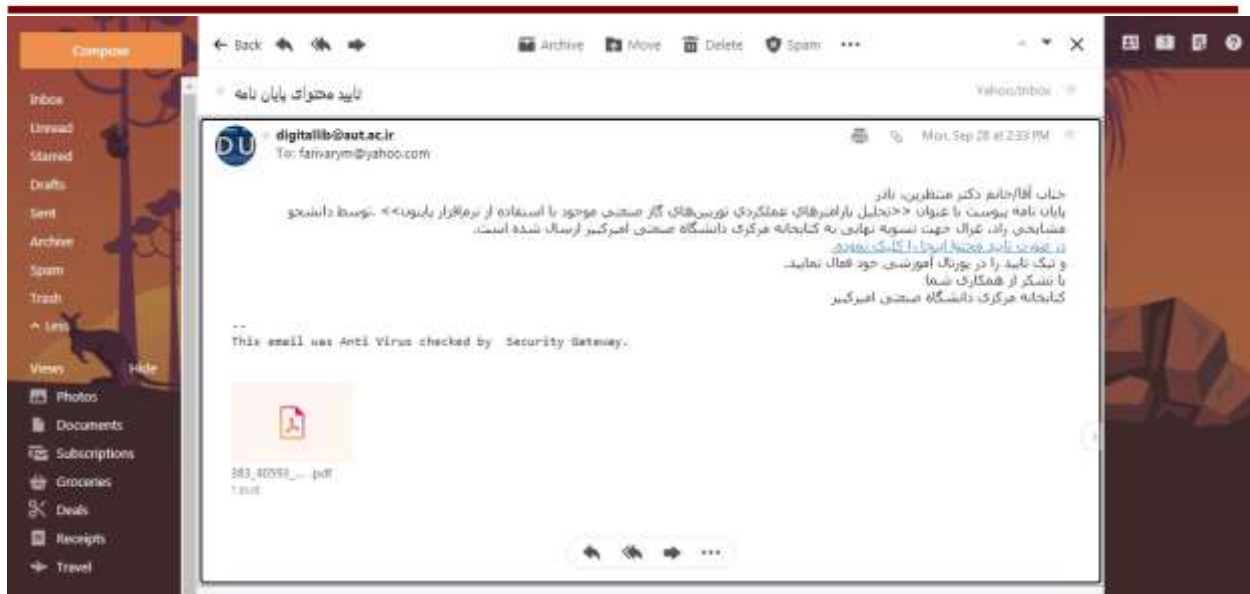 Compose
← Back
Archive
Move
Delete
Spam
•••
Inbox
Unread
Starred
Drafts
Sent
Archive
Spam
Trash
Less
Views
Hide
Photos
Documents
Subscriptions
Groceries
Deals
Receipts
Travel
تایید محتوای پایان نامه
Yahoo/Inbox
DU
digitallib@aut.ac.ir
Mon, Sep 28 at 2:33 PM
To: fanvarym@yahoo.com
جناب آقا/خانم دکتر منتظرین، نادر
پایان نامه پیوست با عنوان <<تحلیل پارامترهای عملکردی توربین‌های گاز صنعتی موجود با استفاده از نرم‌افزار پایتون>> .توسط دانشجو
مشایخی راد، غزال جهت تسویه نهایی به کتابخانه مرکزی دانشگاه صنعتی امیرکبیر ارسال شده است.
در صورت تایید محتوا اینجا را کلیک نموده.
و تیک تایید را در پورتال آموزشی خود فعال نمایید.
با تشکر از همکاری شما
کتابخانه مرکزی دانشگاه صنعتی امیرکبیر
--
This email was Anti Virus checked by Security Gateway.
.pdf